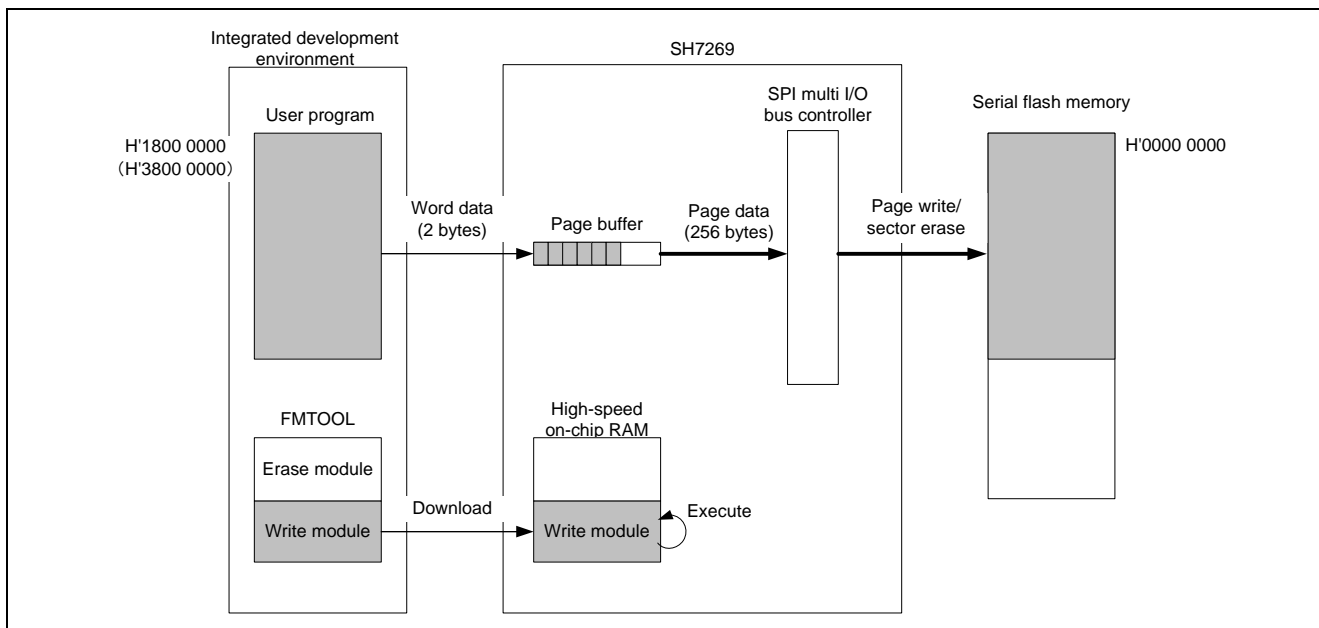 Integrated development
environment
SH7269
User program
SPI multi I/O
bus controller
Serial flash memory
H'1800 0000
（H'3800 0000）
H'0000 0000
Word data
(2 bytes)
Page buffer
Page data
(256 bytes)
Page write/
sector erase
FMTOOL
High-speed
on-chip RAM
Erase module
Write module
Download
Write module
Execute